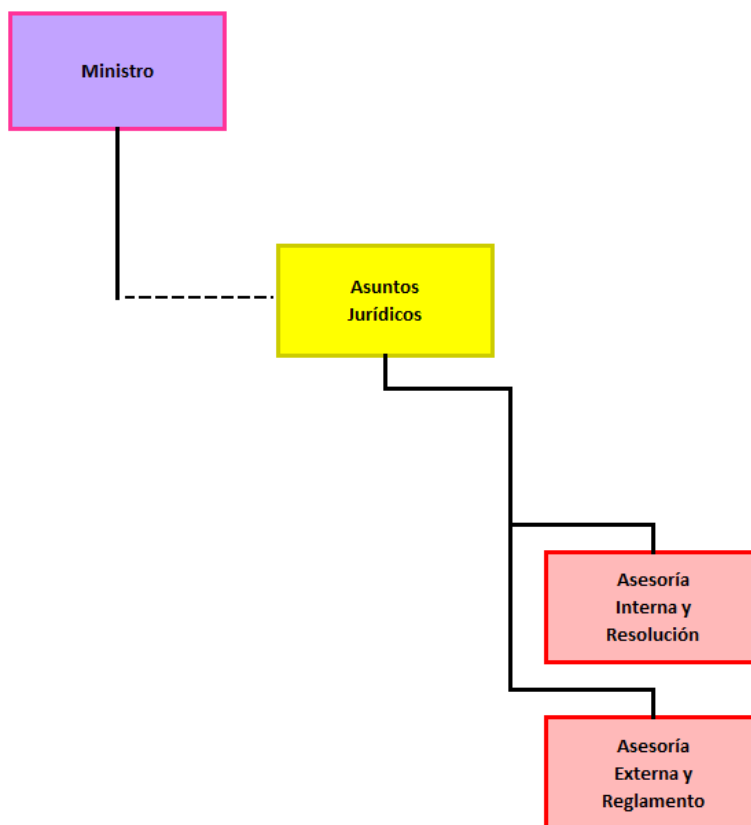 Ministro
Asuntos
Jurídicos
Asesoría
Interna y
Resolución
Asesoría
Externa y
Reglamento